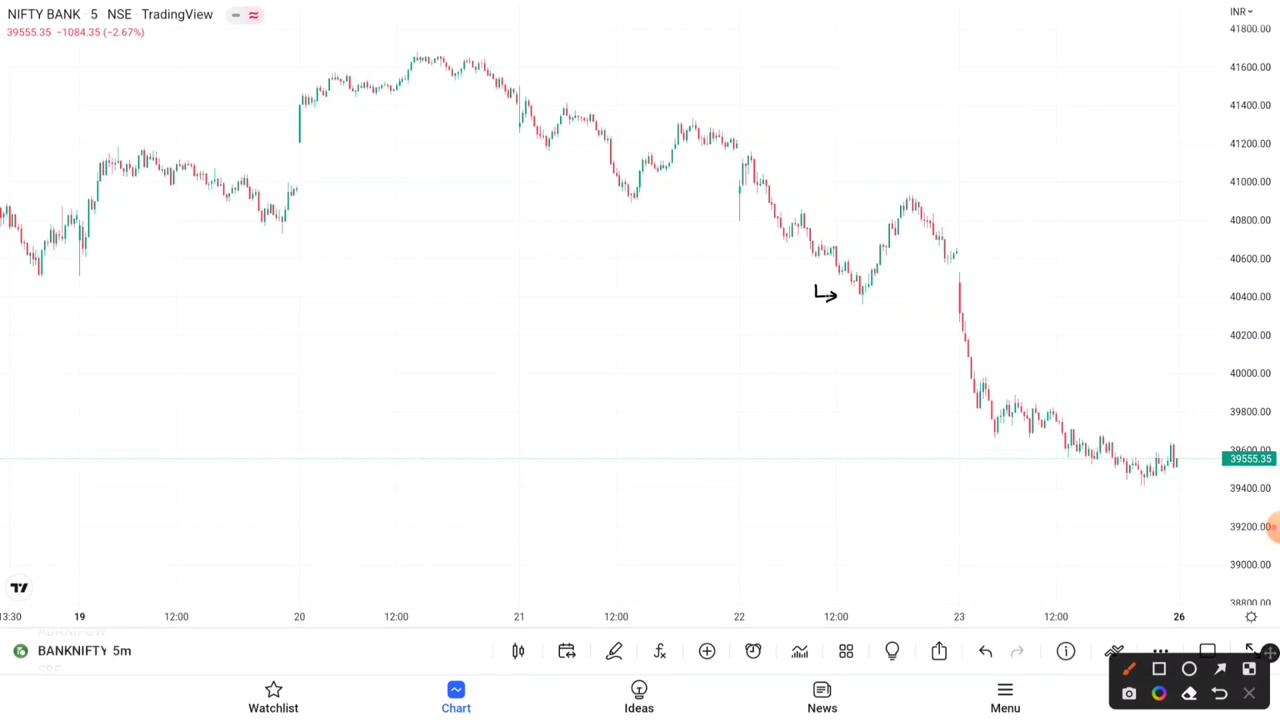 NIFTY BANK · 5 · NSE · TradingView
39555.35 −1084.35 (−2.67%)
INR
41800.00
41600.00
41400.00
41200.00
41000.00
40800.00
40600.00
40400.00
40200.00
40000.00
39800.00
39600.00
39555.35
39400.00
39200.00
39000.00
38800.00
13:30 19 12:00 20 12:00 21 12:00 22 12:00 23 12:00 26
BANKNIFTY 5m
Watchlist Chart Ideas News Menu